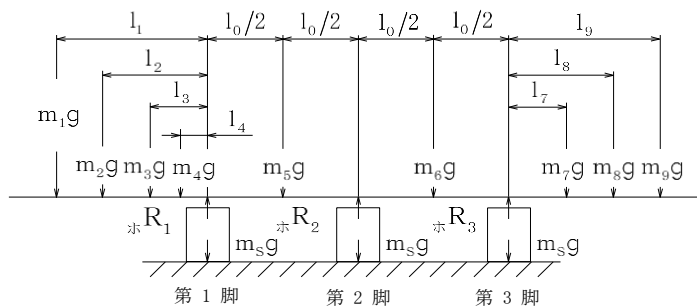 l₁ l₀/2 l₀/2 l₀/2 l₀/2 l₉
l₂ l₈
l₃ l₇
l₄
m₁g
m₂g m₃g m₄g m₅g m₆g m₇g m₈g m₉g
ホR₁ ホR₂ ホR₃
mₛg mₛg mₛg
第 1 脚 第 2 脚 第 3 脚